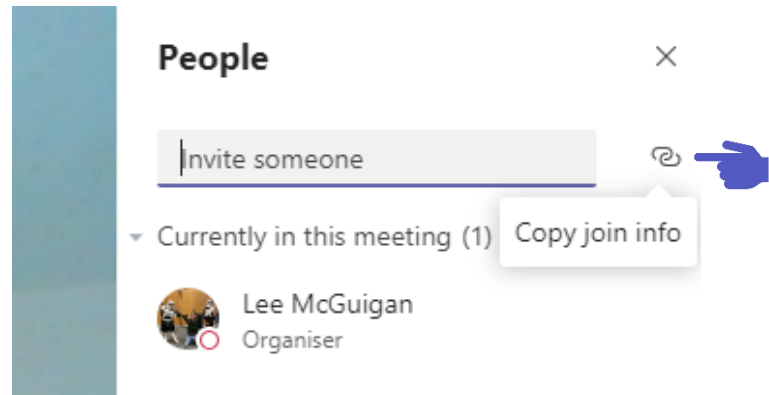 People
Invite someone
Currently in this meeting (1)
Copy join info
Lee McGuigan
Organiser